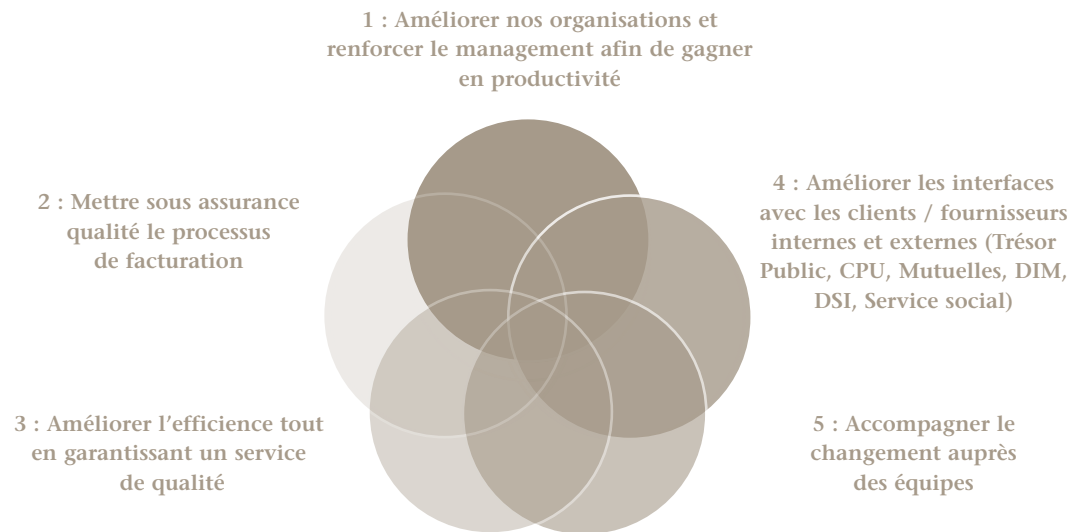 1 : Améliorer nos organisations et
renforcer le management afin de gagner
en productivité
2 : Mettre sous assurance
qualité le processus
de facturation
4 : Améliorer les interfaces
avec les clients / fournisseurs
internes et externes (Trésor
Public, CPU, Mutuelles, DIM,
DSI, Service social)
3 : Améliorer l’efficience tout
en garantissant un service
de qualité
5 : Accompagner le
changement auprès
des équipes